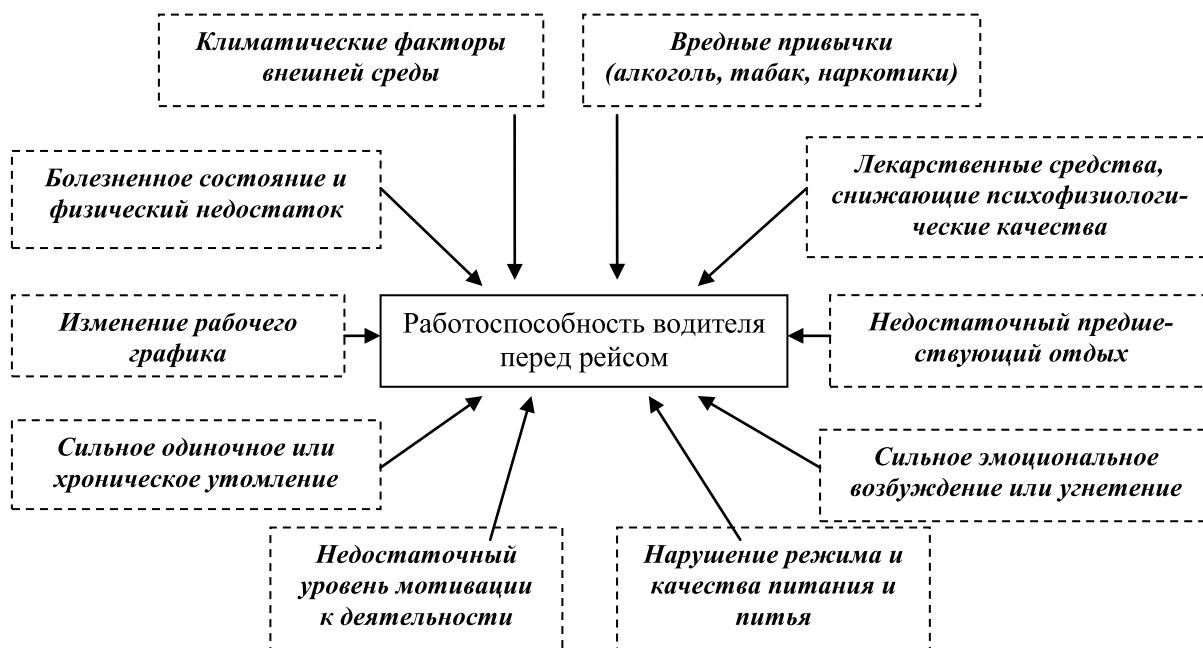 Климатические факторы
внешней среды
Вредные привычки
(алкоголь, табак, наркотики)
Болезненное состояние и
физический недостаток
Лекарственные средства,
снижающие психофизиологи-
ческие качества
Изменение рабочего
графика
Работоспособность водителя
перед рейсом
Недостаточный предше-
ствующий отдых
Сильное одиночное или
хроническое утомление
Сильное эмоциональное
возбуждение или угнетение
Недостаточный
уровень мотивации
к деятельности
Нарушение режима и
качества питания и
питья